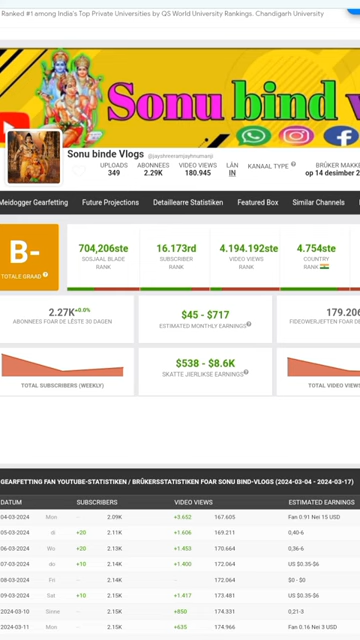 Ranked #1 among India's Top Private Universities by QS World University Rankings. Chandigarh University
Sonu bind v
Sonu binde Vlogs @jayshreeramjayhnumanji
UPLOADS ABONNEES VIDEO VIEWS LÂN KANAAL TYPE BRÛKER MAKKE
349 2.29K 180.945 IN op 14 desimber 2
Meidogger Gearfetting Future Projections Detaillearre Statistiken Featured Box Similar Channels
B-
TOTALE GRAAD
704,206ste 16.173rd 4.194.192ste 4.754ste
SOSJAAL BLADE RANK SUBSCRIBER RANK VIDEO VIEWS RANK COUNTRY RANK
2.27K+0.0% $45 - $717 179.206
ABONNEES FOAR DE LÊSTE 30 DAGEN ESTIMATED MONTHLY EARNINGS FIDEOWERJEFTEN FOAR DE
$538 - $8.6K
SKATTE JIERLIKSE EARNINGS
TOTAL SUBSCRIBERS (WEEKLY) TOTAL VIDEO VIEWS
GEARFETTING FAN YOUTUBE-STATISTIKEN / BRÛKERSSTATISTIKEN FOAR SONU BIND-VLOGS (2024-03-04 - 2024-03-17)
DATUM SUBSCRIBERS VIDEO VIEWS ESTIMATED EARNINGS
04-03-2024 Mon -- 2.09K +3.652 167.605 Fan 0.91 Nei 15 USD
05-03-2024 di +20 2.11K +1.606 169.211 0,40-6
06-03-2024 Wo +20 2.13K +1.453 170.664 0,36-6
07-03-2024 do +10 2.14K +1.400 172.064 US $0.35-$6
08-03-2024 Fri -- 2.14K -- 172.064 $0 - $0
09-03-2024 Sat +10 2.15K +1.417 173.481 US $0.35-$6
2024-03-10 Sinne -- 2.15K +850 174.331 0,21-3
2024-03-11 Mon -- 2.15K +635 174.966 Fan 0.16 Nei 3 USD